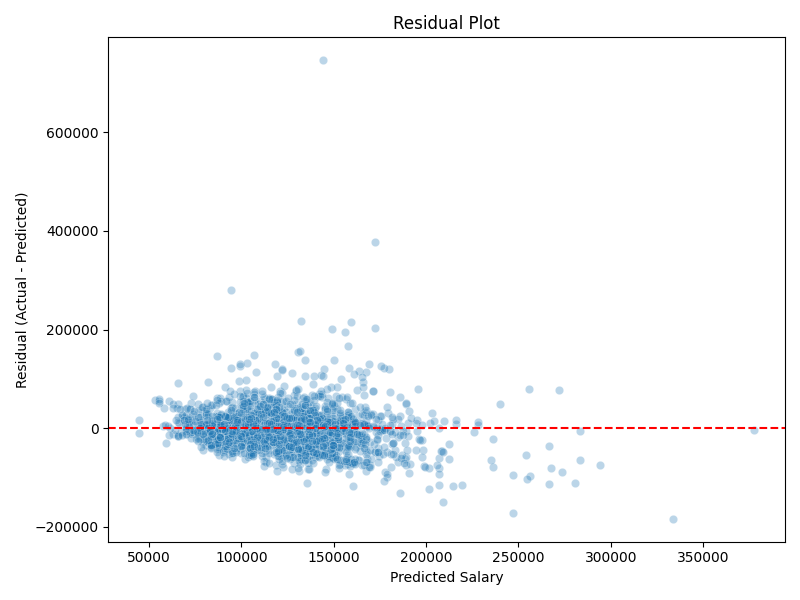 Residual Plot
Residual (Actual - Predicted)
600000
400000
200000
0
−200000
50000 100000 150000 200000 250000 300000 350000
Predicted Salary